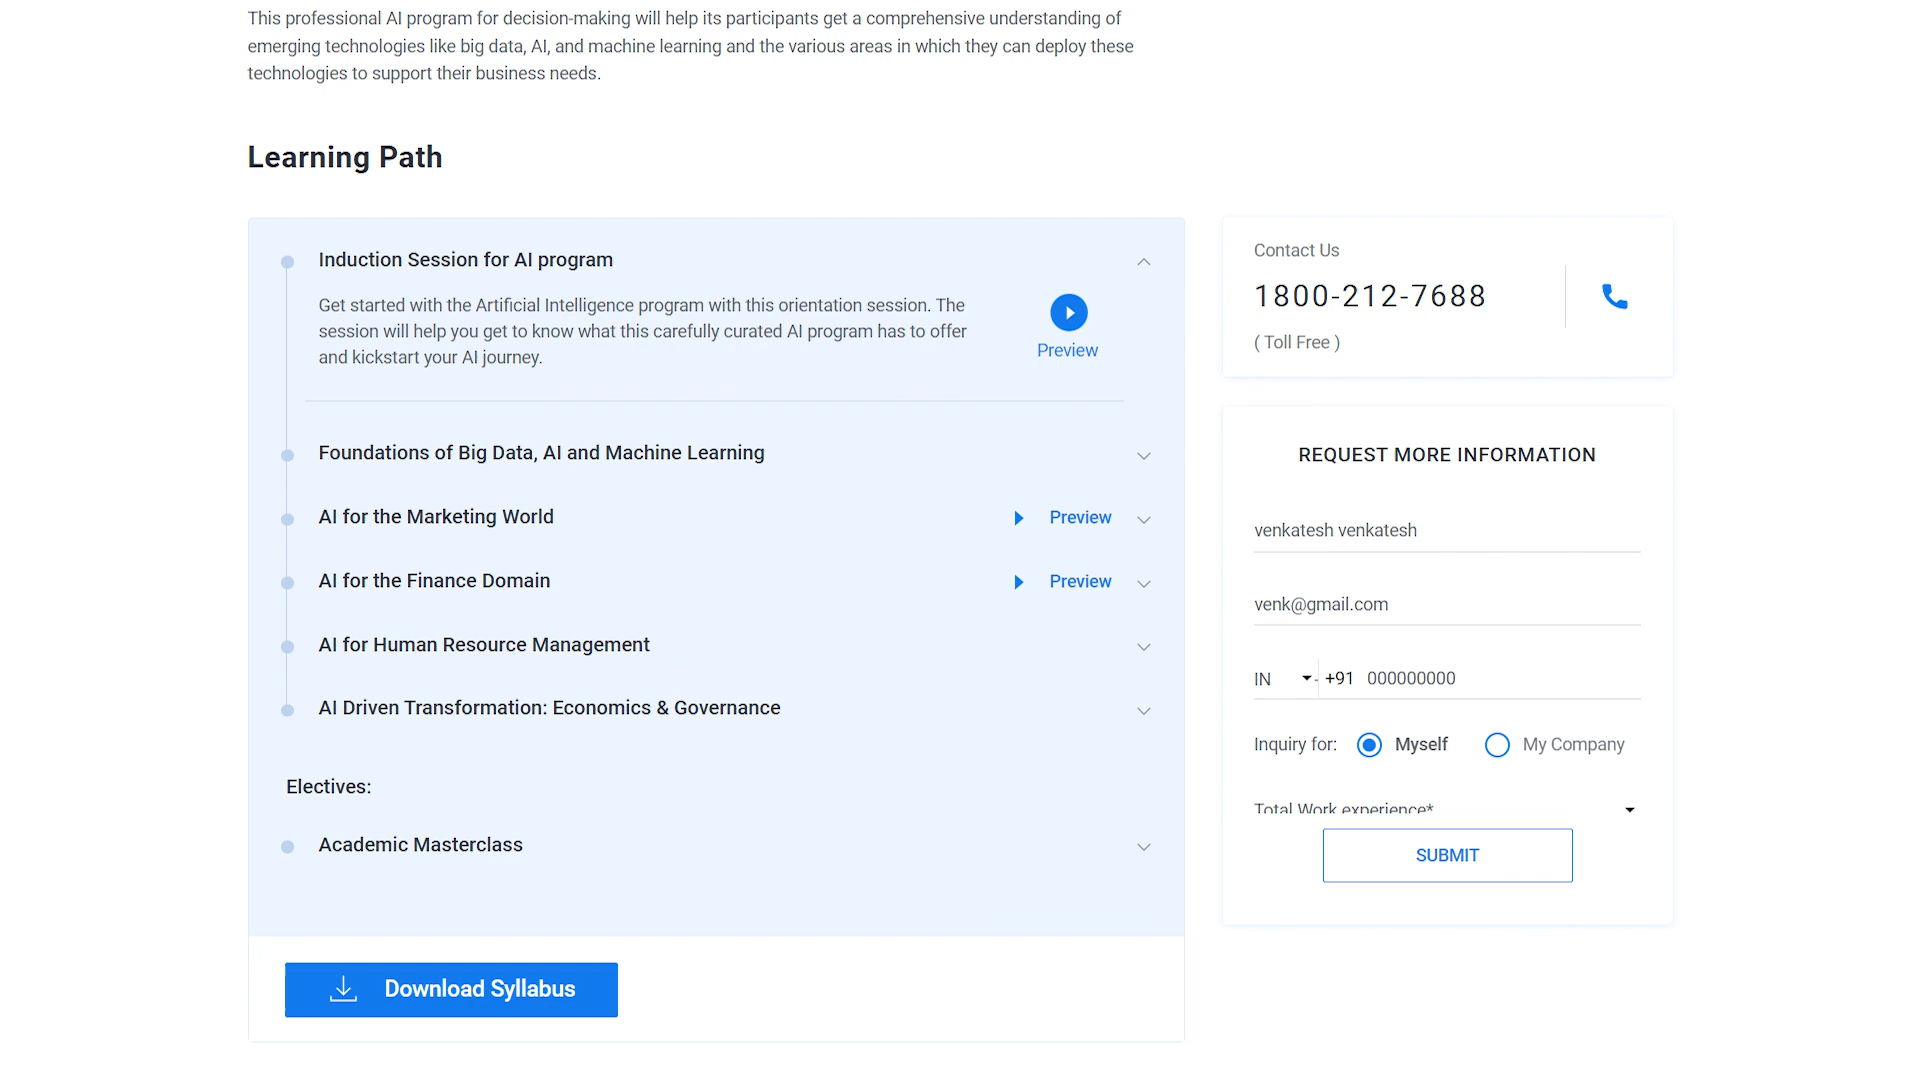 This professional AI program for decision-making will help its participants get a comprehensive understanding of
emerging technologies like big data, AI, and machine learning and the various areas in which they can deploy these
technologies to support their business needs.
Learning Path
Induction Session for AI program
Get started with the Artificial Intelligence program with this orientation session. The
session will help you get to know what this carefully curated AI program has to offer
and kickstart your AI journey.
Preview
Foundations of Big Data, AI and Machine Learning
AI for the Marketing World
Preview
AI for the Finance Domain
Preview
AI for Human Resource Management
AI Driven Transformation: Economics & Governance
Electives:
Academic Masterclass
Download Syllabus
Contact Us
1800-212-7688
( Toll Free )
REQUEST MORE INFORMATION
venkatesh venkatesh
venk@gmail.com
IN +91 000000000
Inquiry for: Myself My Company
Total Work experience*
SUBMIT